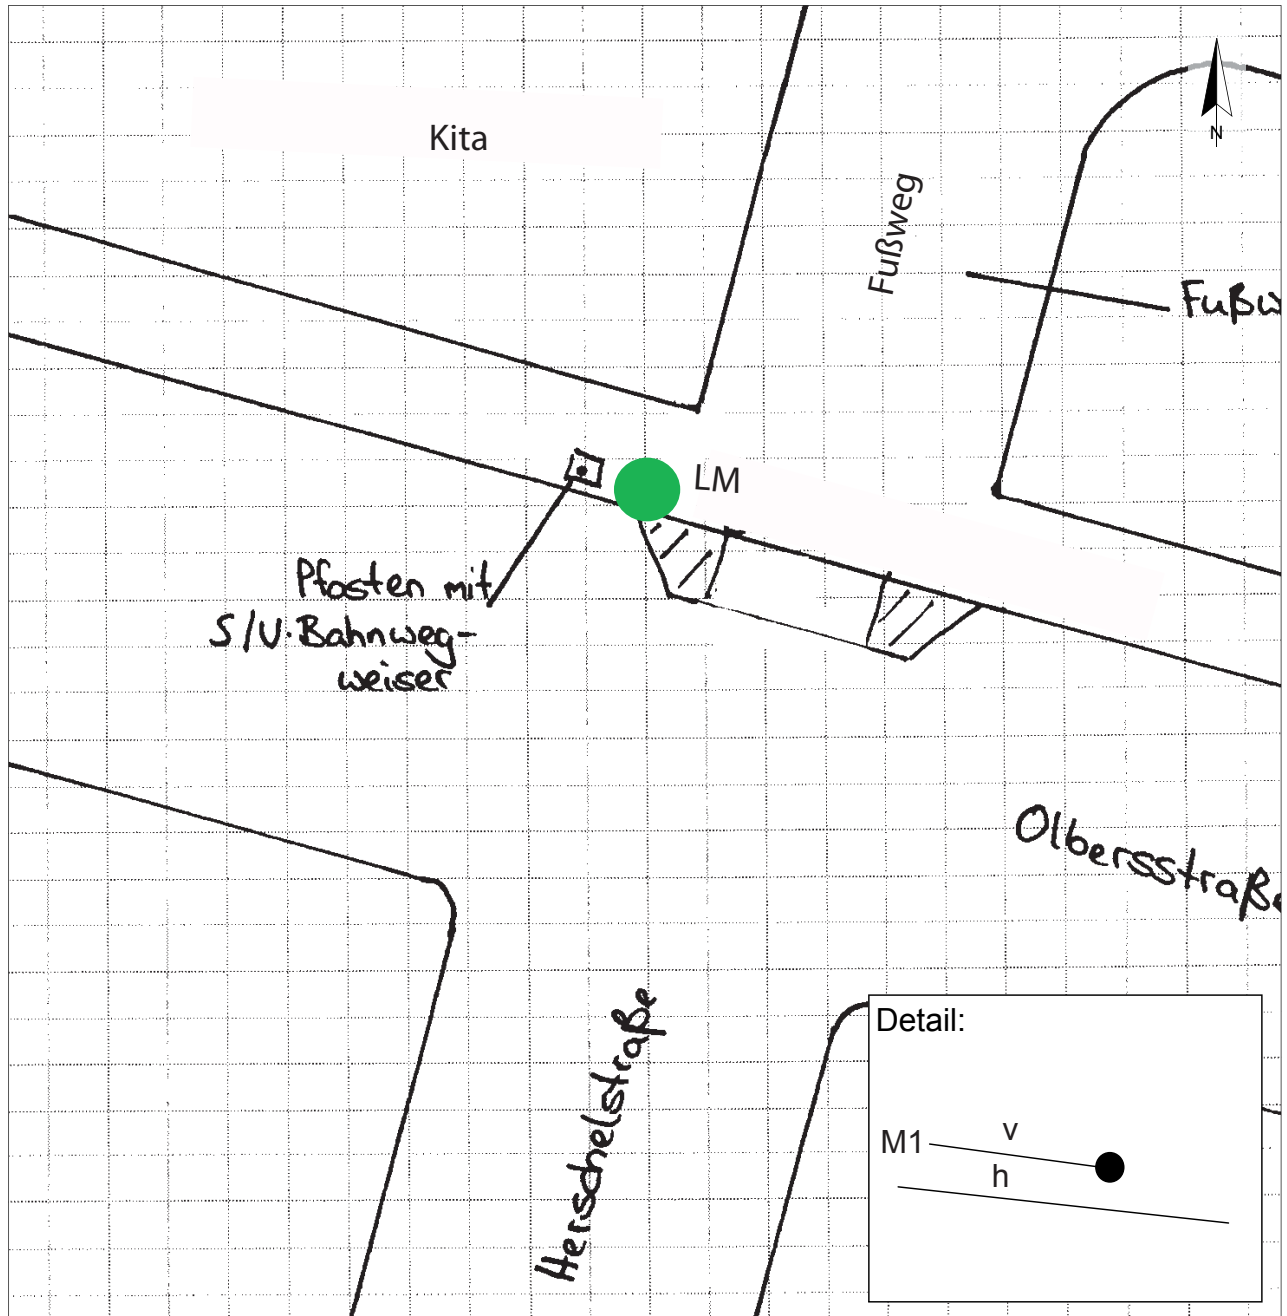 Kita
N
Fußweg
Fußw
LM
Pfosten mit
S/U-Bahnweg-
weiser
Olbersstraße
Herschelstraße
Detail:
v
M1
h